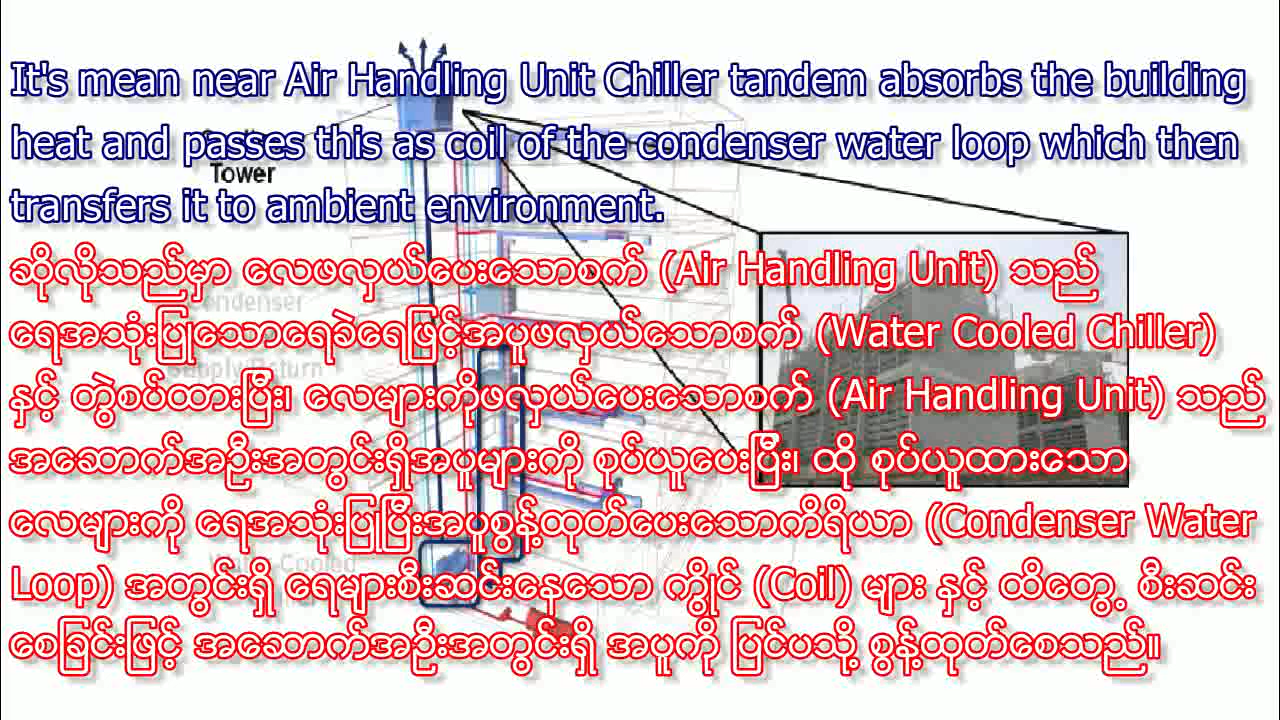 It's mean near Air Handling Unit Chiller tandem absorbs the building
heat and passes this as coil of the condenser water loop which then
Tower
transfers it to ambient environment.
ဆိုလိုသည်မှာ လေဖလှယ်ပေးသောစက် (Air Handling Unit) သည်
Condenser
ရေအသုံးပြုသောရေခဲရေဖြင့်အပူဖလှယ်သောစက် (Water Cooled Chiller)
Supply/Return
နှင့် တွဲစပ်ထားပြီး၊ လေများကိုဖလှယ်ပေးသောစက် (Air Handling Unit) သည်
အဆောက်အဦးအတွင်းရှိအပူများကို စုပ်ယူပေးပြီး၊ ထို စုပ်ယူထားသော
လေများကို ရေအသုံးပြုပြီးအပူစွန့်ထုတ်ပေးသောကိရိယာ (Condenser Water
Water Cooled
Loop) အတွင်းရှိ ရေများစီးဆင်းနေသော ကွိုင် (Coil) များ နှင့် ထိတွေ့ စီးဆင်း
စေခြင်းဖြင့် အဆောက်အဦးအတွင်းရှိ အပူကို ပြင်ပသို့ စွန့်ထုတ်စေသည်။